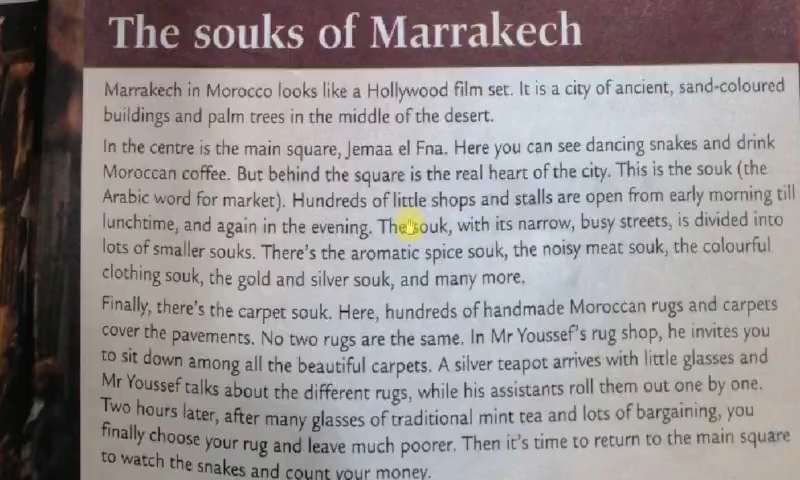 The souks of Marrakech
Marrakech in Morocco looks like a Hollywood film set. It is a city of ancient, sand-coloured
buildings and palm trees in the middle of the desert.
In the centre is the main square, Jemaa el Fna. Here you can see dancing snakes and drink
Moroccan coffee. But behind the square is the real heart of the city. This is the souk (the
Arabic word for market). Hundreds of little shops and stalls are open from early morning till
lunchtime, and again in the evening. The souk, with its narrow, busy streets, is divided into
lots of smaller souks. There's the aromatic spice souk, the noisy meat souk, the colourful
clothing souk, the gold and silver souk, and many more.
Finally, there's the carpet souk. Here, hundreds of handmade Moroccan rugs and carpets
cover the pavements. No two rugs are the same. In Mr Youssef's rug shop, he invites you
to sit down among all the beautiful carpets. A silver teapot arrives with little glasses and
Mr Youssef talks about the different rugs, while his assistants roll them out one by one.
Two hours later, after many glasses of traditional mint tea and lots of bargaining, you
finally choose your rug and leave much poorer. Then it's time to return to the main square
to watch the snakes and count your money.